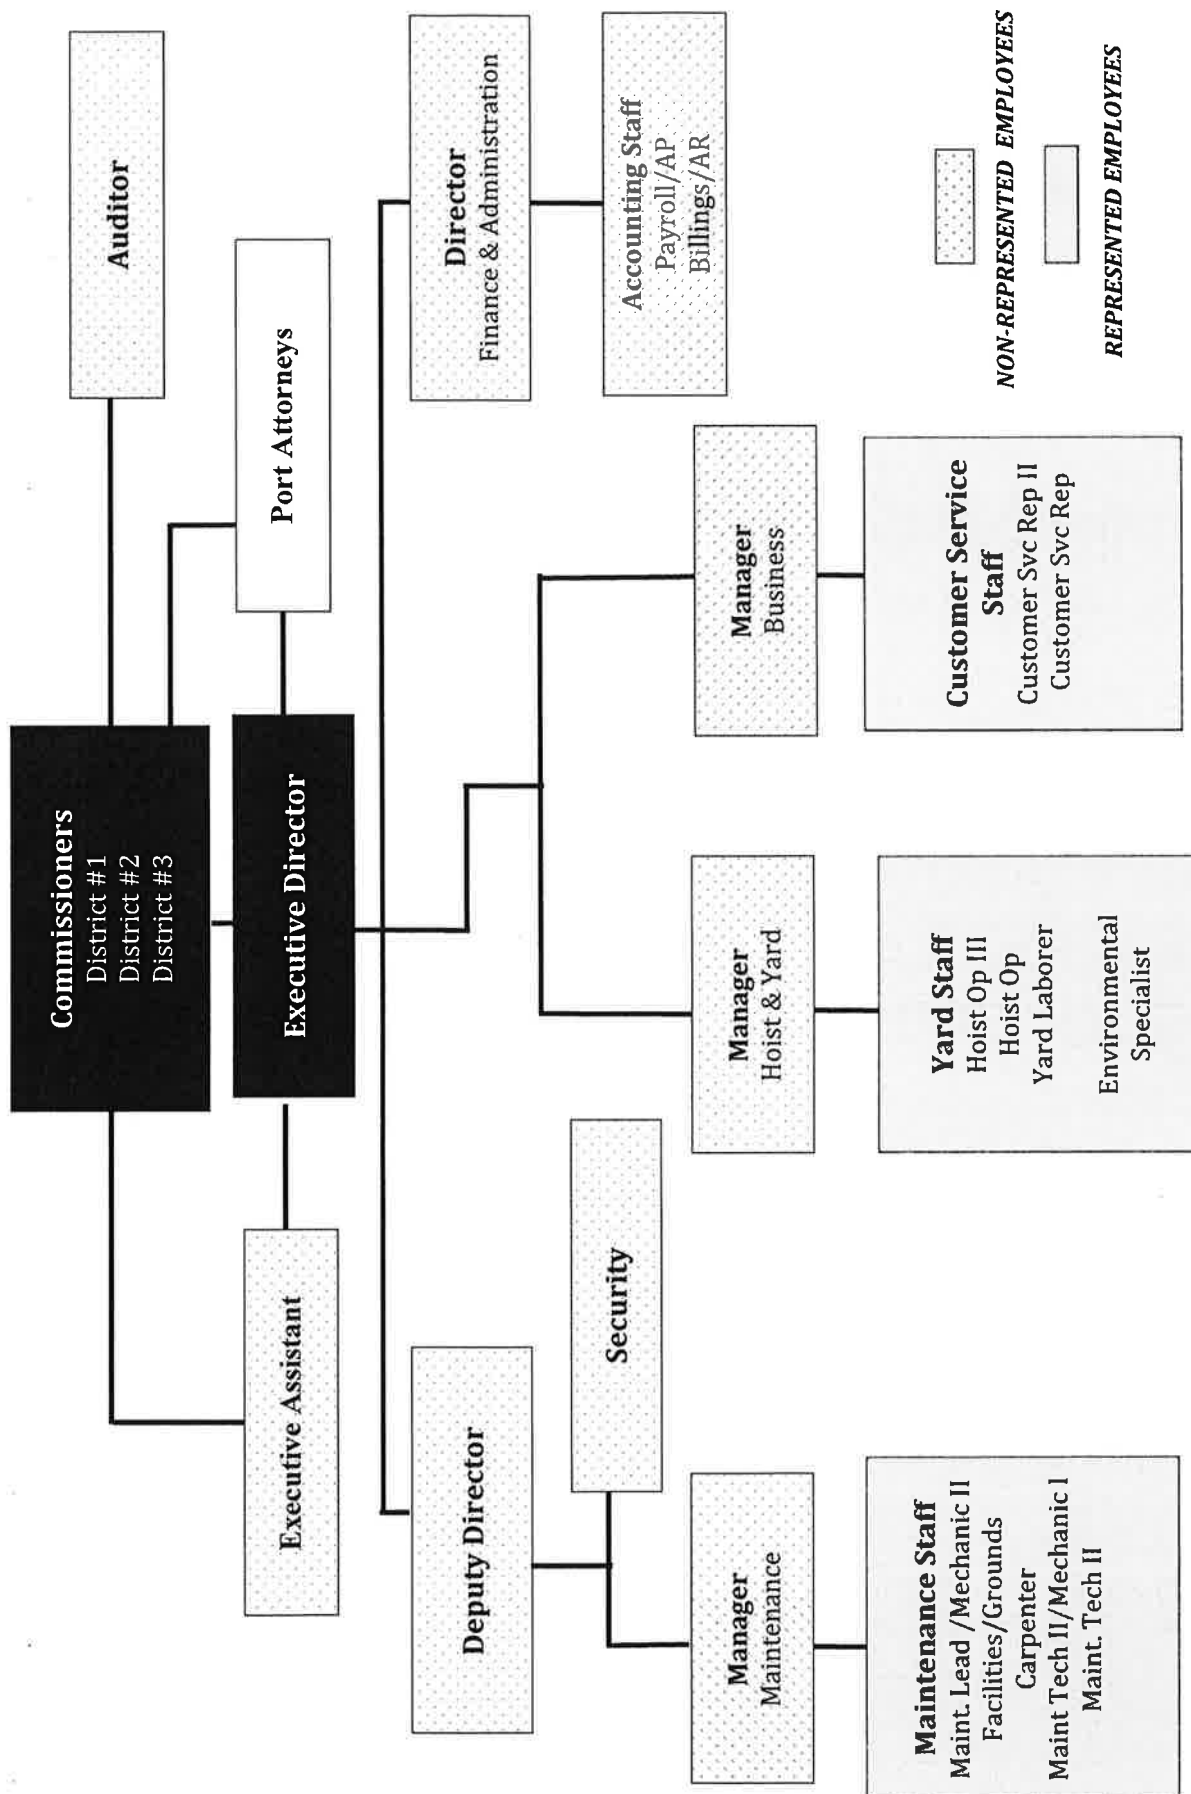 Commissioners
District #1
District #2
District #3
Auditor
Executive Assistant
Executive Director
Port Attorneys
Deputy Director
Director
Finance & Administration
Security
Accounting Staff
Payroll/AP
Billings/AR
Manager
Maintenance
Manager
Hoist & Yard
Manager
Business
Maintenance Staff
Maint. Lead /Mechanic II
Facilities/Grounds
Carpenter
Maint Tech II/Mechanic I
Maint. Tech II
Yard Staff
Hoist Op III
Hoist Op
Yard Laborer
Environmental
Specialist
Customer Service
Staff
Customer Svc Rep II
Customer Svc Rep
NON-REPRESENTED EMPLOYEES
REPRESENTED EMPLOYEES